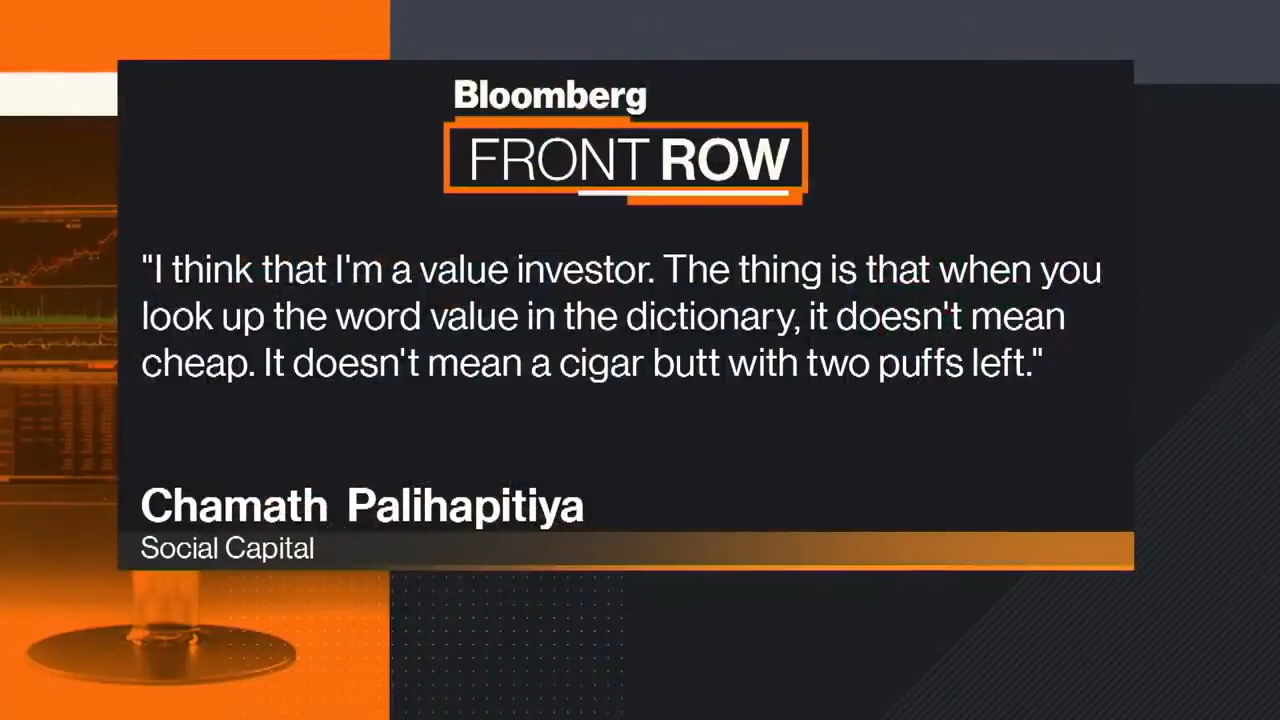 Bloomberg
FRONT ROW
"I think that I'm a value investor. The thing is that when you
look up the word value in the dictionary, it doesn't mean
cheap. It doesn't mean a cigar butt with two puffs left."
Chamath Palihapitiya
Social Capital